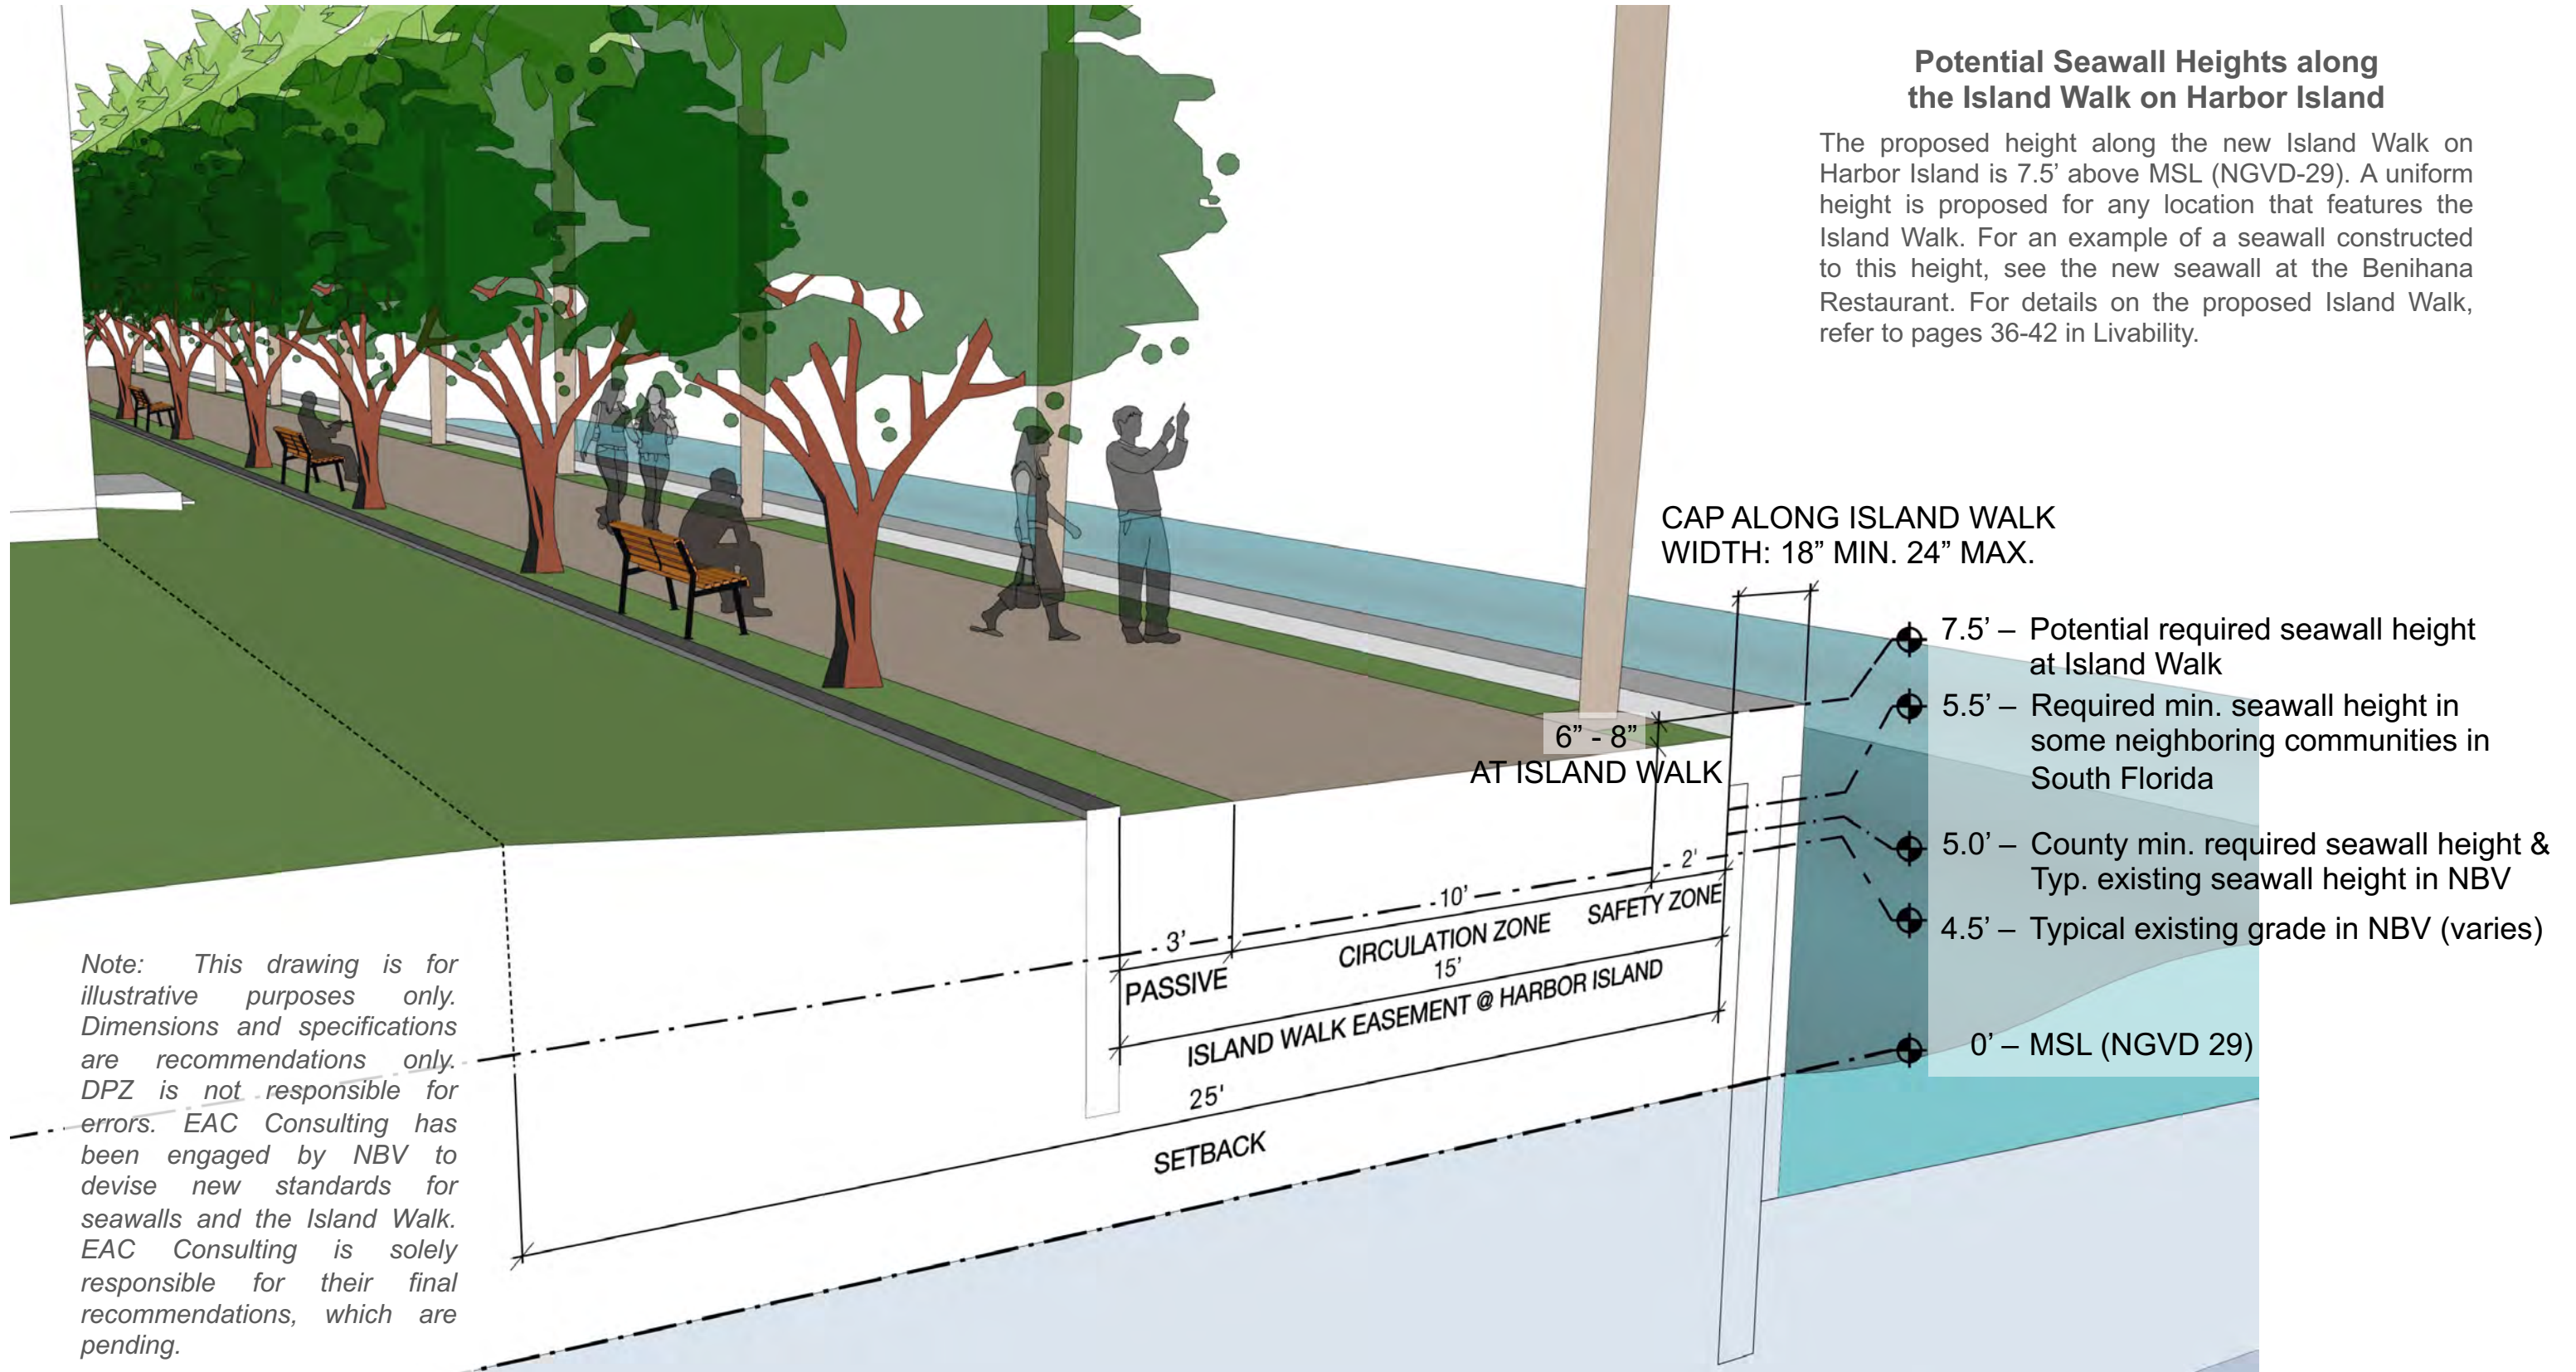 Potential Seawall Heights along
the Island Walk on Harbor Island
The proposed height along the new Island Walk on
Harbor Island is 7.5’ above MSL (NGVD-29). A uniform
height is proposed for any location that features the
Island Walk. For an example of a seawall constructed
to this height, see the new seawall at the Benihana
Restaurant. For details on the proposed Island Walk,
refer to pages 36-42 in Livability.
CAP ALONG ISLAND WALK
WIDTH: 18” MIN. 24” MAX.
7.5’ – Potential required seawall height
at Island Walk
5.5’ – Required min. seawall height in
some neighboring communities in
South Florida
5.0’ – County min. required seawall height &
Typ. existing seawall height in NBV
4.5’ – Typical existing grade in NBV (varies)
0’ – MSL (NGVD 29)
6” - 8”
AT ISLAND WALK
3'
10'
2'
PASSIVE
CIRCULATION ZONE
SAFETY ZONE
15'
ISLAND WALK EASEMENT @ HARBOR ISLAND
25'
SETBACK
Note: This drawing is for
illustrative purposes only.
Dimensions and specifications
are recommendations only.
DPZ is not responsible for
errors. EAC Consulting has
been engaged by NBV to
devise new standards for
seawalls and the Island Walk.
EAC Consulting is solely
responsible for their final
recommendations, which are
pending.